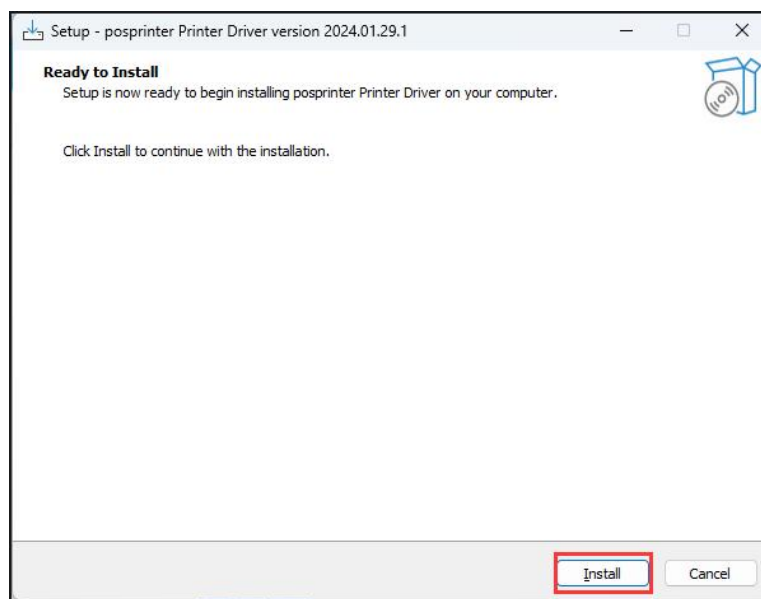 Setup - posprinter Printer Driver version 2024.01.29.1
Ready to Install
Setup is now ready to begin installing posprinter Printer Driver on your computer.
Click Install to continue with the installation.
Install
Cancel